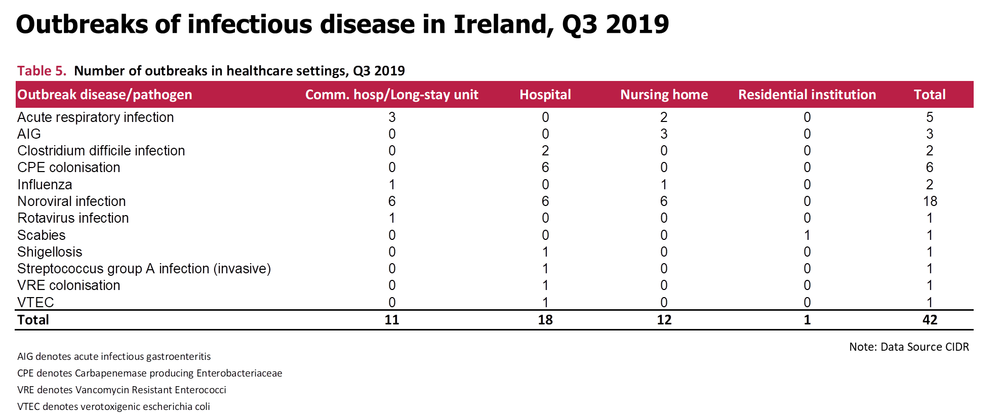 Outbreaks of infectious disease in Ireland, Q3 2019
Table 5. Number of outbreaks in healthcare settings, Q3 2019
Outbreak disease/pathogen Comm. hosp/Long-stay unit Hospital Nursing home Residential institution Total
Acute respiratory infection 3 0 2 0 5
AIG 0 0 3 0 3
Clostridium difficile infection 0 2 0 0 2
CPE colonisation 0 6 0 0 6
Influenza 1 0 1 0 2
Noroviral infection 6 6 6 0 18
Rotavirus infection 1 0 0 0 1
Scabies 0 0 0 1 1
Shigellosis 0 1 0 0 1
Streptococcus group A infection (invasive) 0 1 0 0 1
VRE colonisation 0 1 0 0 1
VTEC 0 1 0 0 1
Total 11 18 12 1 42
Note: Data Source CIDR
AIG denotes acute infectious gastroenteritis
CPE denotes Carbapenemase producing Enterobacteriaceae
VRE denotes Vancomycin Resistant Enterococci
VTEC denotes verotoxigenic escherichia coli